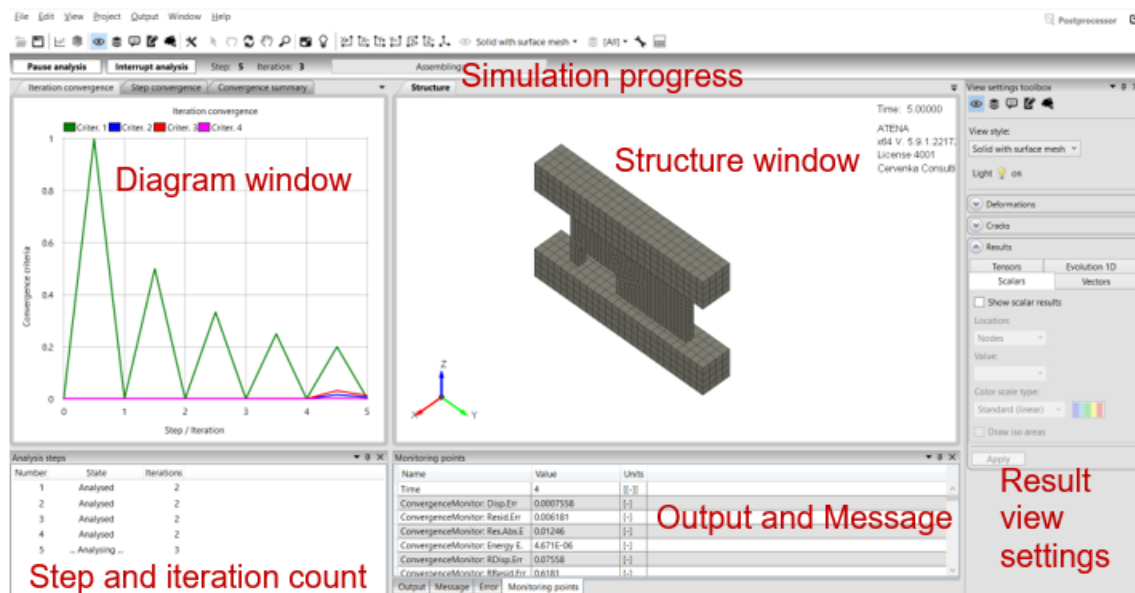 File Edit View Project Output Window Help
Postprocessor
Solid with surface mesh
[All]
Pause analysis Interrupt analysis Step: 5 Iteration: 3 Assembling
Simulation progress
Iteration convergence Step convergence Convergence summary
Structure
View settings toolbox
Iteration convergence
Criter. 1 Criter. 2 Criter. 3 Criter. 4
Diagram window
Convergence criteria
1
0.8
0.6
0.4
0.2
0
0 1 2 3 4 5
Step / Iteration
Time: 5.00000
ATENA
x64 V. 5.9.1.2217
License 4001
Cervenka Consulti
Structure window
Z
X
Y
View style:
Solid with surface mesh
Light on
Deformations
Cracks
Results
Tensors Evolution 1D
Scalars Vectors
Show scalar results
Location:
Nodes
Value:
Color scale type:
Standard (linear)
Draw iso areas
Apply
Result
view
settings
Analysis steps
Number State Iterations
1 Analysed 2
2 Analysed 2
3 Analysed 2
4 Analysed 2
5 .. Analysing .. 3
Step and iteration count
Monitoring points
Name Value Units
Time 4 [[-]]
ConvergenceMonitor: Disp.Err 0.0007558 [-]
ConvergenceMonitor: Resid.Err 0.006181 [-]
ConvergenceMonitor: Res.Abs.E 0.01246 [-]
ConvergenceMonitor: Energy E. 4.671E-06 [-]
ConvergenceMonitor: RDisp.Err 0.07558 [-]
ConvergenceMonitor: RResid.Err 0.6181 [-]
Output and Message
Output Message Error Monitoring points